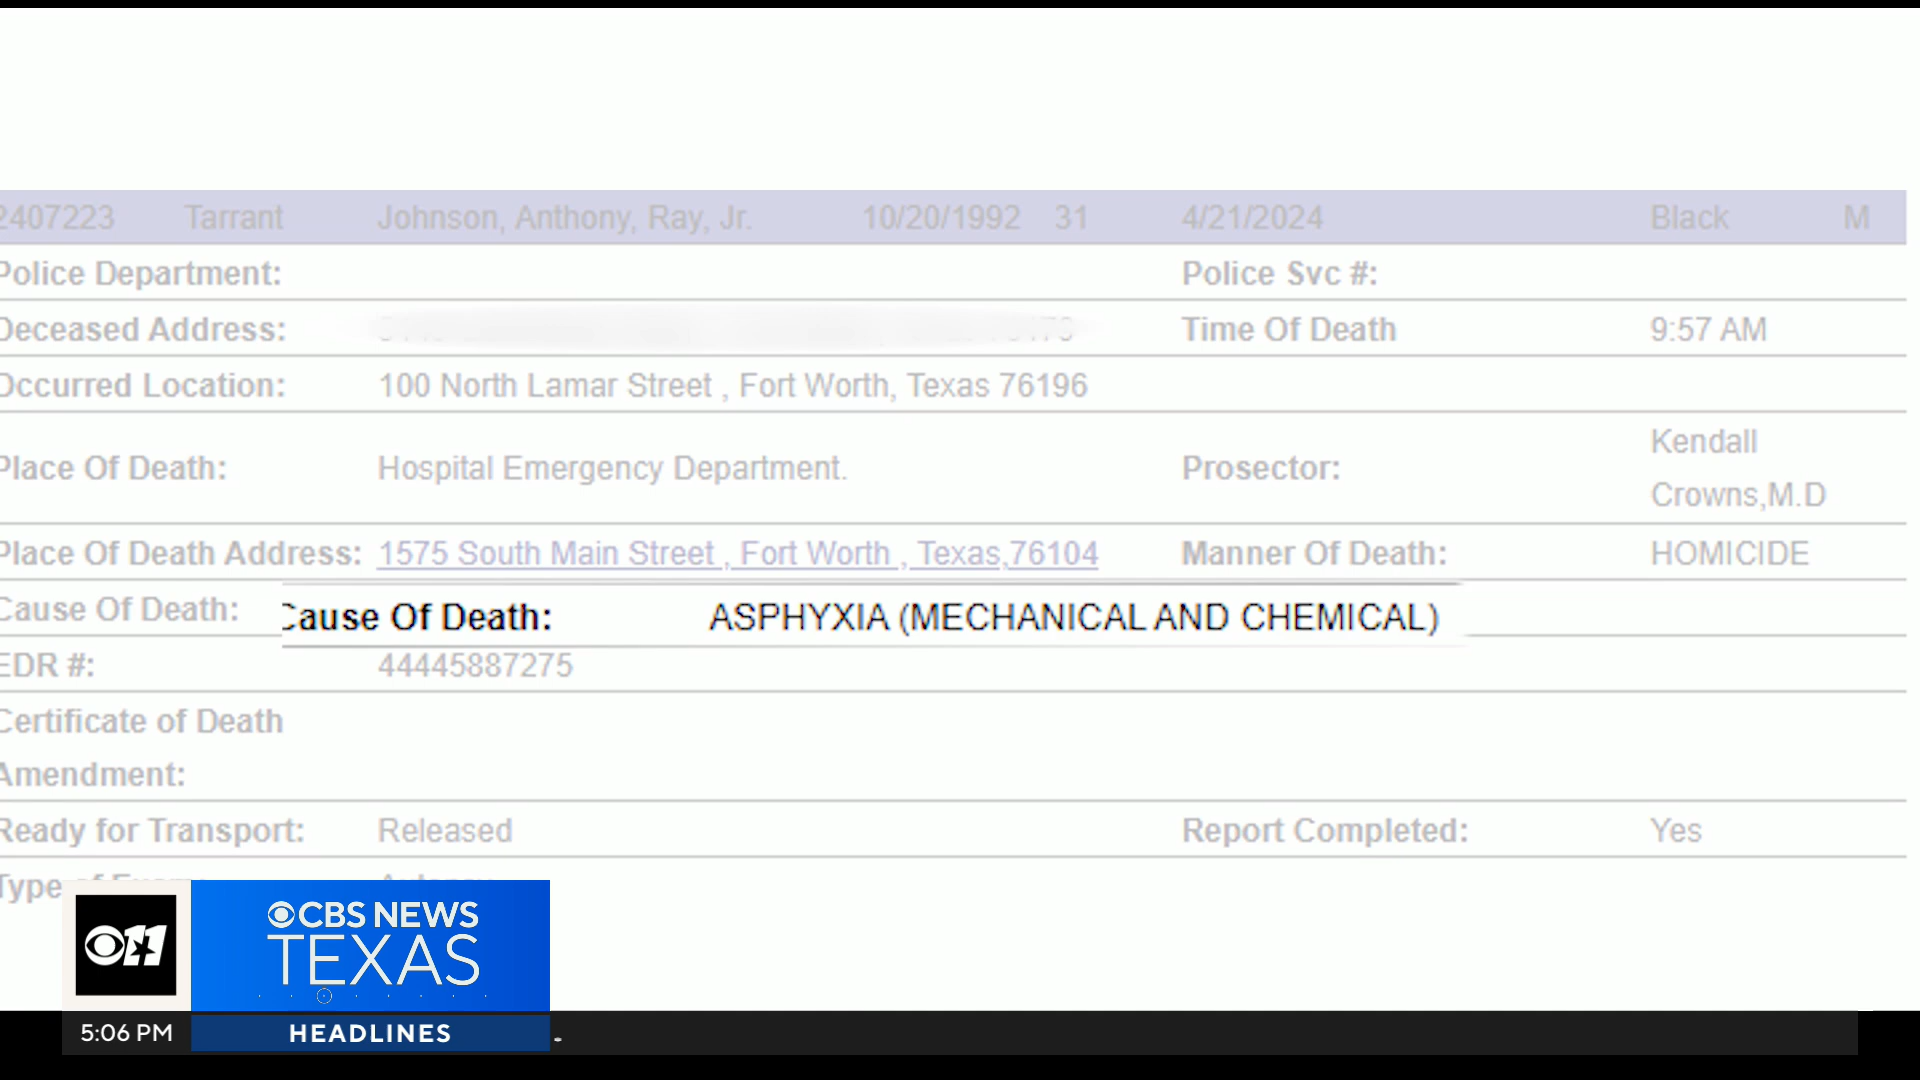 2407223 Tarrant Johnson, Anthony, Ray, Jr. 10/20/1992 31 4/21/2024 Black M
Police Department: Police Svc #:
Deceased Address: Time Of Death 9:57 AM
Occurred Location: 100 North Lamar Street , Fort Worth, Texas 76196
Place Of Death: Hospital Emergency Department. Prosector: Kendall
Crowns,M.D
Place Of Death Address: 1575 South Main Street , Fort Worth , Texas,76104 Manner Of Death: HOMICIDE
Cause Of Death:
Cause Of Death: ASPHYXIA (MECHANICAL AND CHEMICAL)
EDR #: 44445887275
Certificate of Death
Amendment:
Ready for Transport: Released Report Completed: Yes
Type
11
CBS NEWS
TEXAS
5:06 PM HEADLINES